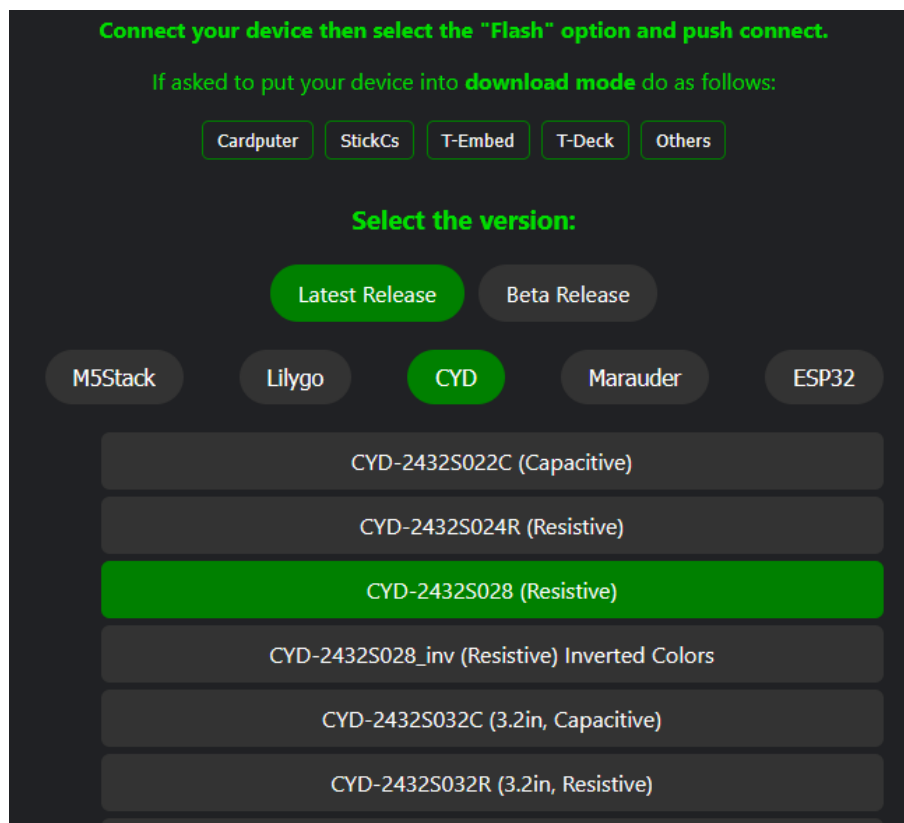 Connect your device then select the "Flash" option and push connect.
If asked to put your device into download mode do as follows:
Cardputer StickCs T-Embed T-Deck Others
Select the version:
Latest Release Beta Release
M5Stack Lilygo CYD Marauder ESP32
CYD-2432S022C (Capacitive)
CYD-2432S024R (Resistive)
CYD-2432S028 (Resistive)
CYD-2432S028_inv (Resistive) Inverted Colors
CYD-2432S032C (3.2in, Capacitive)
CYD-2432S032R (3.2in, Resistive)